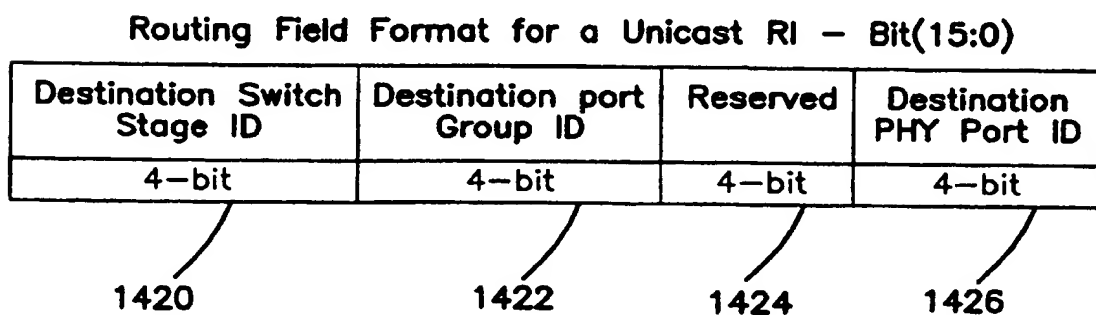 Routing Field Format for a Unicast RI – Bit(15:0)
Destination Switch Stage ID
Destination port Group ID
Reserved
Destination PHY Port ID
4–bit
4–bit
4–bit
4–bit
1420
1422
1424
1426